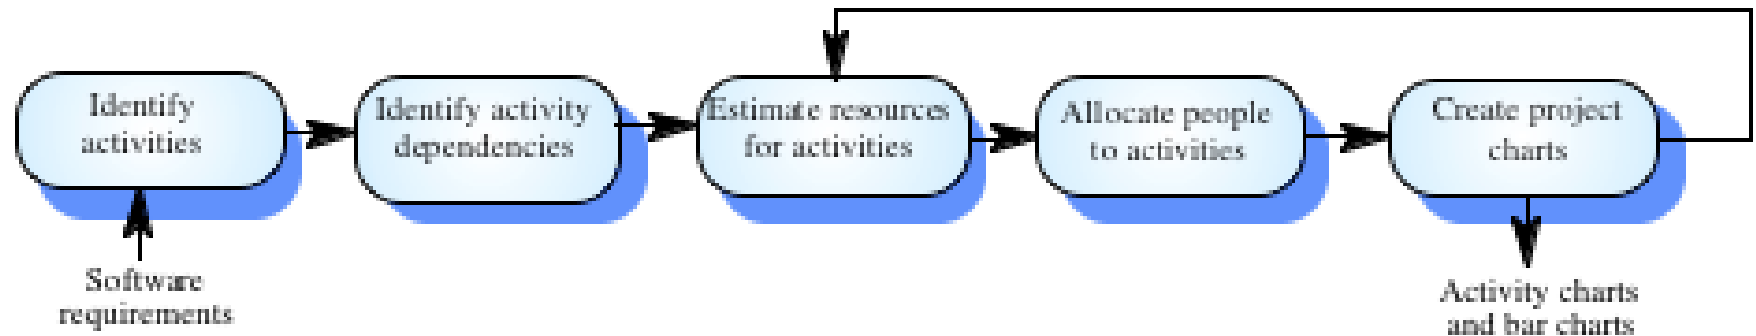 Identify
activities
Identify activity
dependencies
Estimate resources
for activities
Allocate people
to activities
Create project
charts
Software
requirements
Activity charts
and bar charts